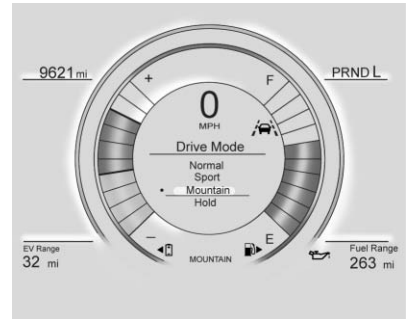 9621 mi
PRND L
+
F
0
MPH
Drive Mode
Normal
Sport
• Mountain
Hold
−
E
EV Range
32 mi
MOUNTAIN
Fuel Range
263 mi